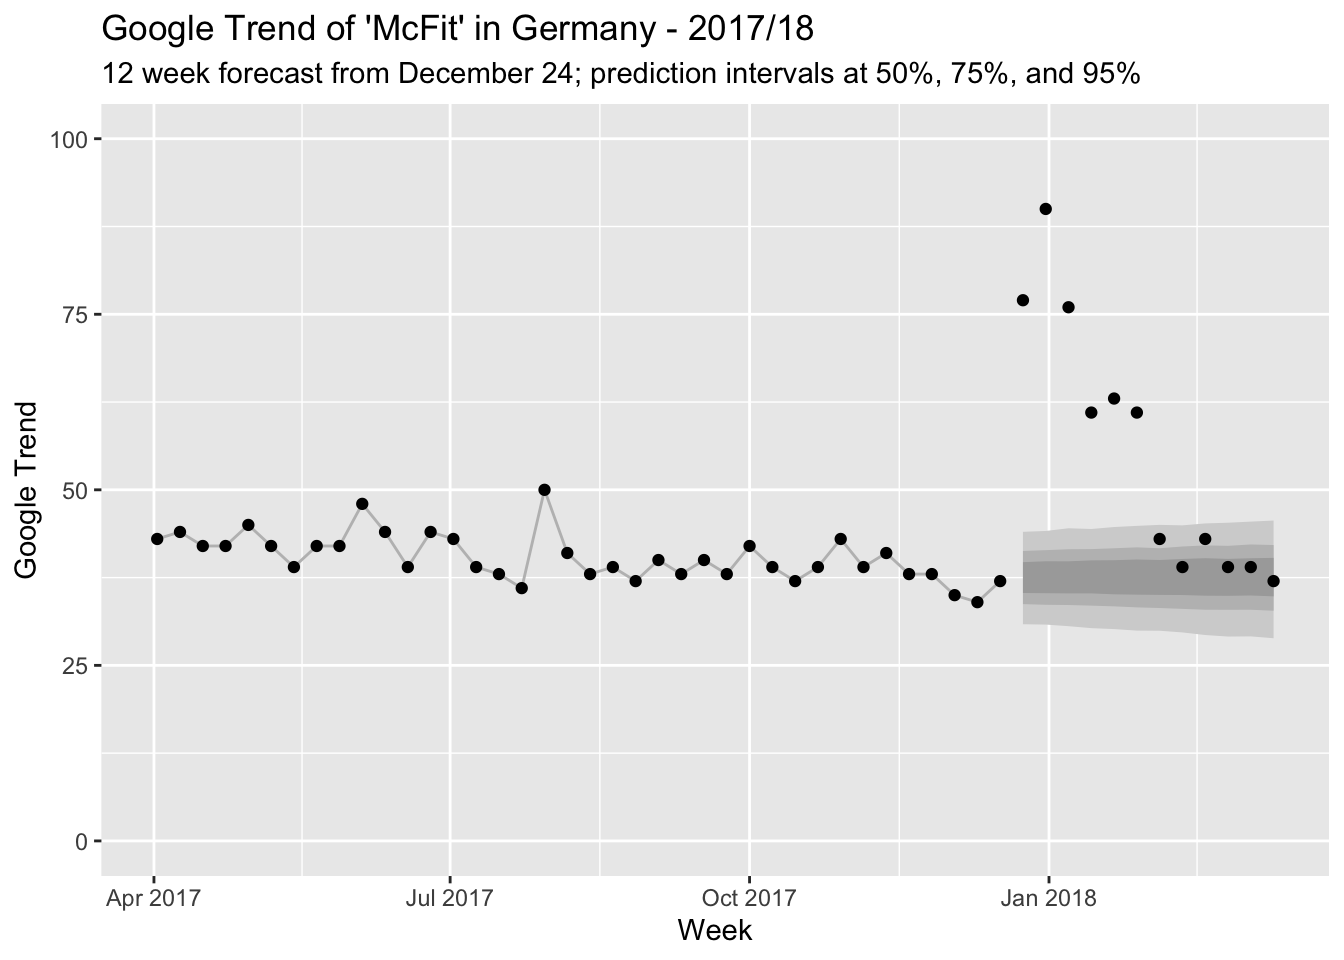 Google Trend of 'McFit' in Germany - 2017/18
12 week forecast from December 24; prediction intervals at 50%, 75%, and 95%
100
75
50
25
0
Google Trend
Apr 2017
Jul 2017
Oct 2017
Jan 2018
Week